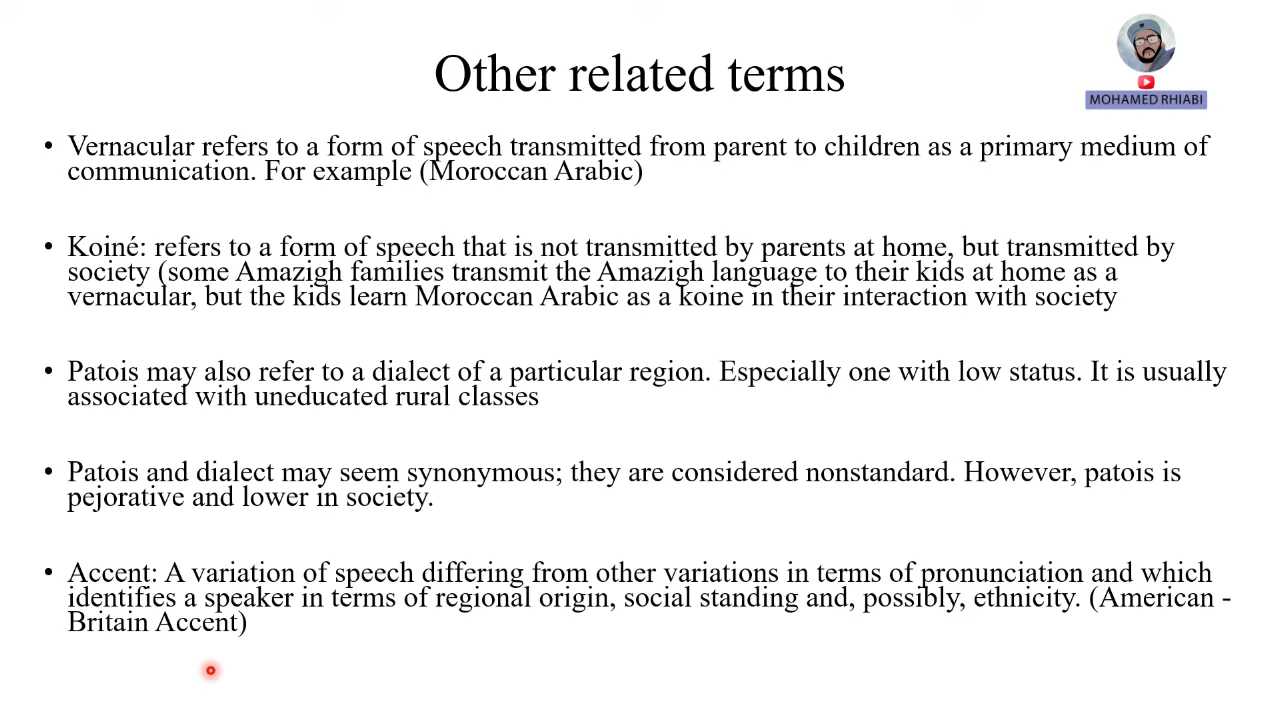 Other related terms
MOHAMED RHIABI
• Vernacular refers to a form of speech transmitted from parent to children as a primary medium of
communication. For example (Moroccan Arabic)
• Koiné: refers to a form of speech that is not transmitted by parents at home, but transmitted by
society (some Amazigh families transmit the Amazigh language to their kids at home as a
vernacular, but the kids learn Moroccan Arabic as a koine in their interaction with society
• Patois may also refer to a dialect of a particular region. Especially one with low status. It is usually
associated with uneducated rural classes
• Patois and dialect may seem synonymous; they are considered nonstandard. However, patois is
pejorative and lower in society.
• Accent: A variation of speech differing from other variations in terms of pronunciation and which
identifies a speaker in terms of regional origin, social standing and, possibly, ethnicity. (American -
Britain Accent)